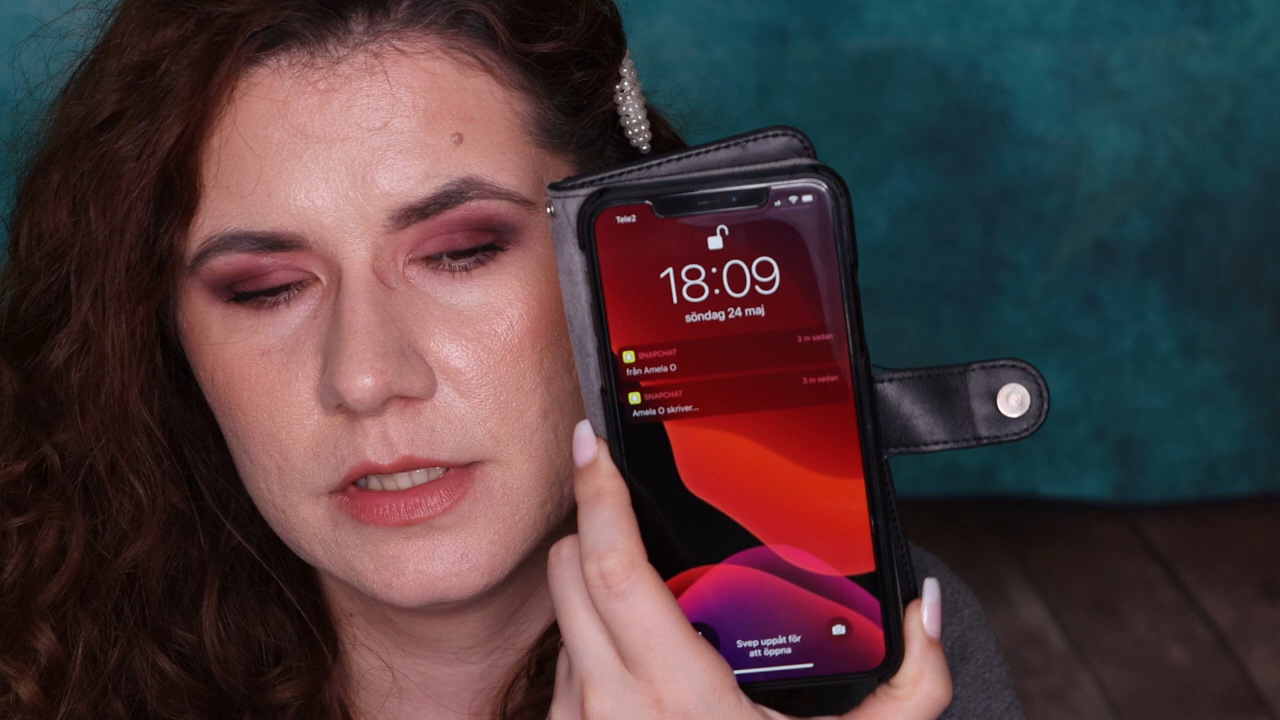 Tele2
18:09
söndag 24 maj
SNAPCHAT 3 m sedan
från Amela O
SNAPCHAT 3 m sedan
Amela O skriver...
Svep uppåt för
att öppna